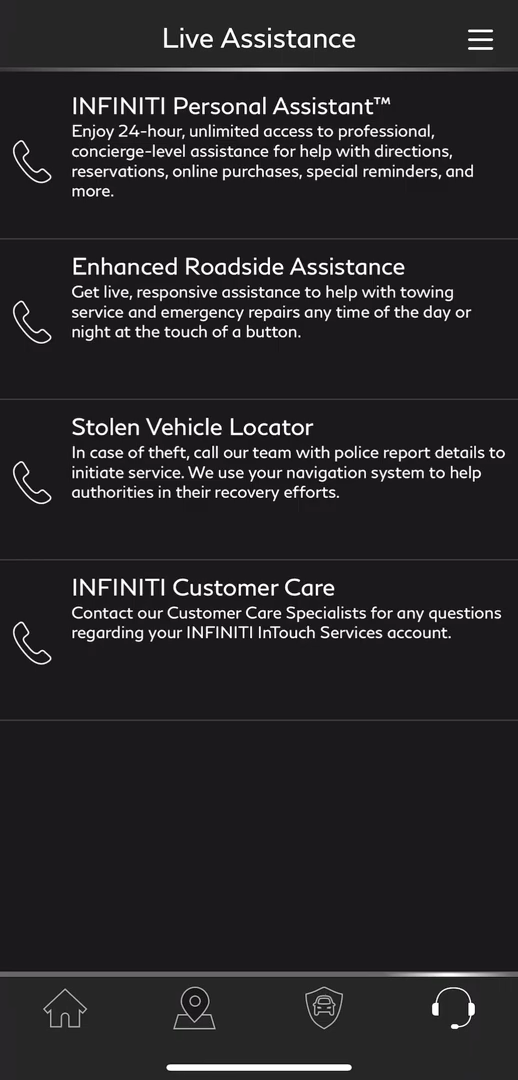 Live Assistance
INFINITI Personal Assistant™
Enjoy 24-hour, unlimited access to professional,
concierge-level assistance for help with directions,
reservations, online purchases, special reminders, and
more.
Enhanced Roadside Assistance
Get live, responsive assistance to help with towing
service and emergency repairs any time of the day or
night at the touch of a button.
Stolen Vehicle Locator
In case of theft, call our team with police report details to
initiate service. We use your navigation system to help
authorities in their recovery efforts.
INFINITI Customer Care
Contact our Customer Care Specialists for any questions
regarding your INFINITI InTouch Services account.